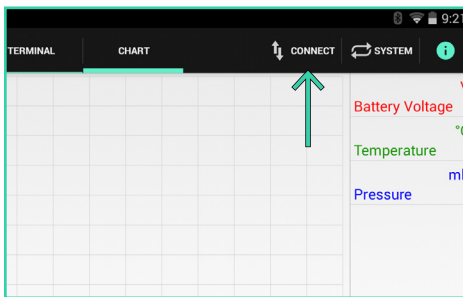 9:21
TERMINAL CHART CONNECT SYSTEM i
Battery Voltage
°C
Temperature
Pressure